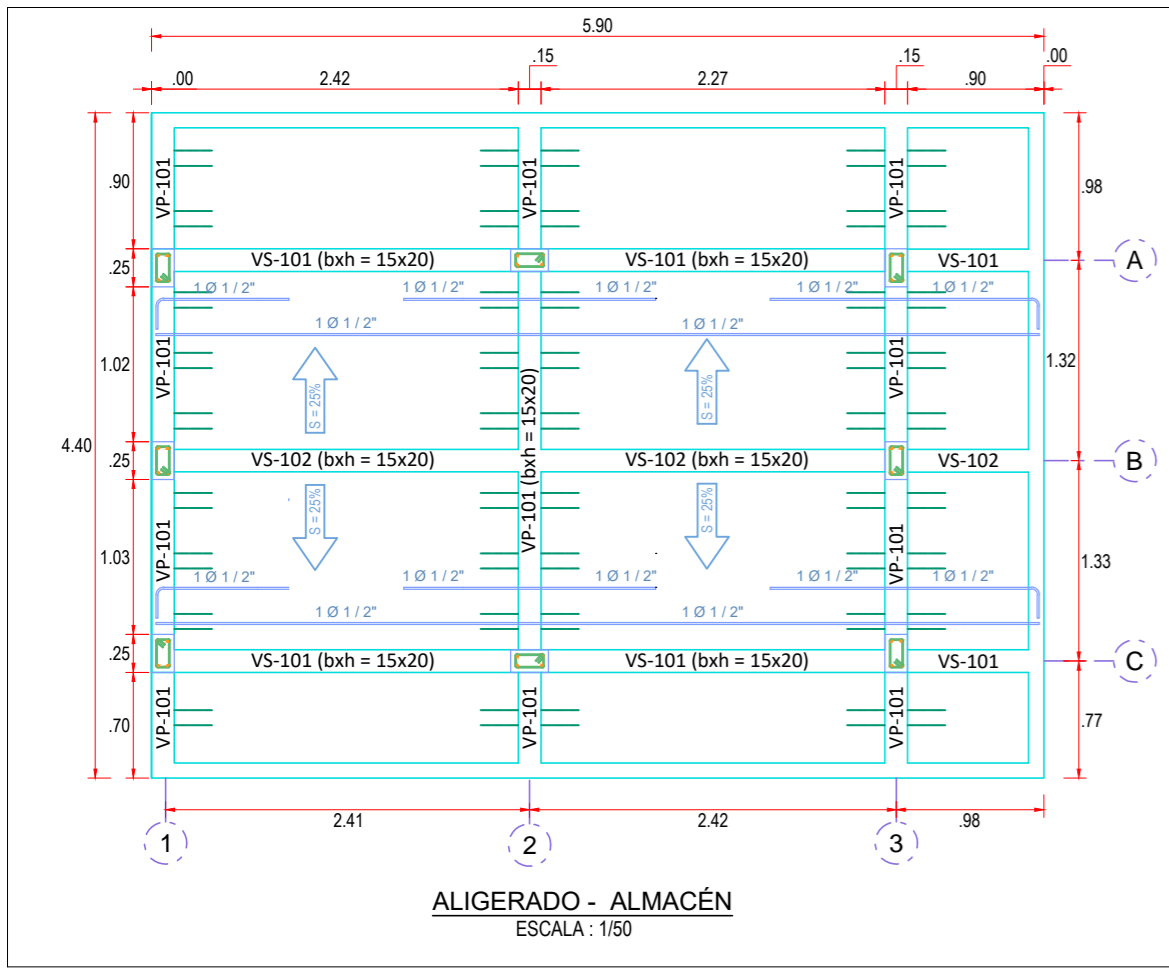 5.90
.15
.15
.00
.00
2.42
2.27
.90
VP-101
VP-101
VP-101
.90
.98
.25
VS-101 (bxh = 15x20)
VS-101 (bxh = 15x20)
VS-101
A
1 Ø 1 / 2"
1 Ø 1 / 2"
1 Ø 1 / 2"
1 Ø 1 / 2"
1 Ø 1 / 2"
1 Ø 1 / 2"
1 Ø 1 / 2"
1.02
VP-101
S = 25%
S = 25%
VP-101
1.32
4.40
.25
VS-102 (bxh = 15x20)
VP-101 (bxh = 15x20)
VS-102 (bxh = 15x20)
VS-102
B
1.03
VP-101
S = 25%
S = 25%
VP-101
1.33
1 Ø 1 / 2"
1 Ø 1 / 2"
1 Ø 1 / 2"
1 Ø 1 / 2"
1 Ø 1 / 2"
1 Ø 1 / 2"
1 Ø 1 / 2"
.25
VS-101 (bxh = 15x20)
VS-101 (bxh = 15x20)
VS-101
C
.70
VP-101
VP-101
VP-101
.77
2.41
2.42
.98
1
2
3
ALIGERADO - ALMACÉN
ESCALA : 1/50